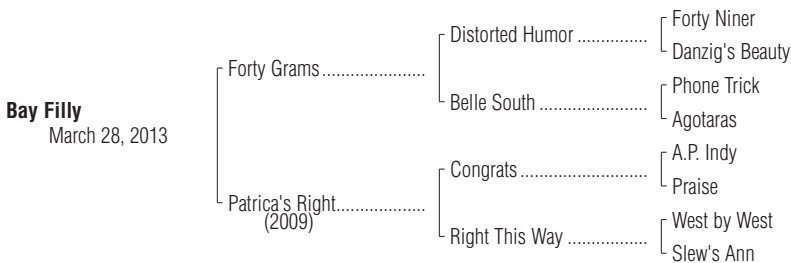 Forty Niner
Distorted Humor ...............
Danzig's Beauty
Forty Grams......................
Phone Trick
Belle South .......................
Agotaras
Bay Filly
March 28, 2013
A.P. Indy
Congrats ...........................
Praise
Patrica's Right...................
(2009)
West by West
Right This Way .................
Slew's Ann